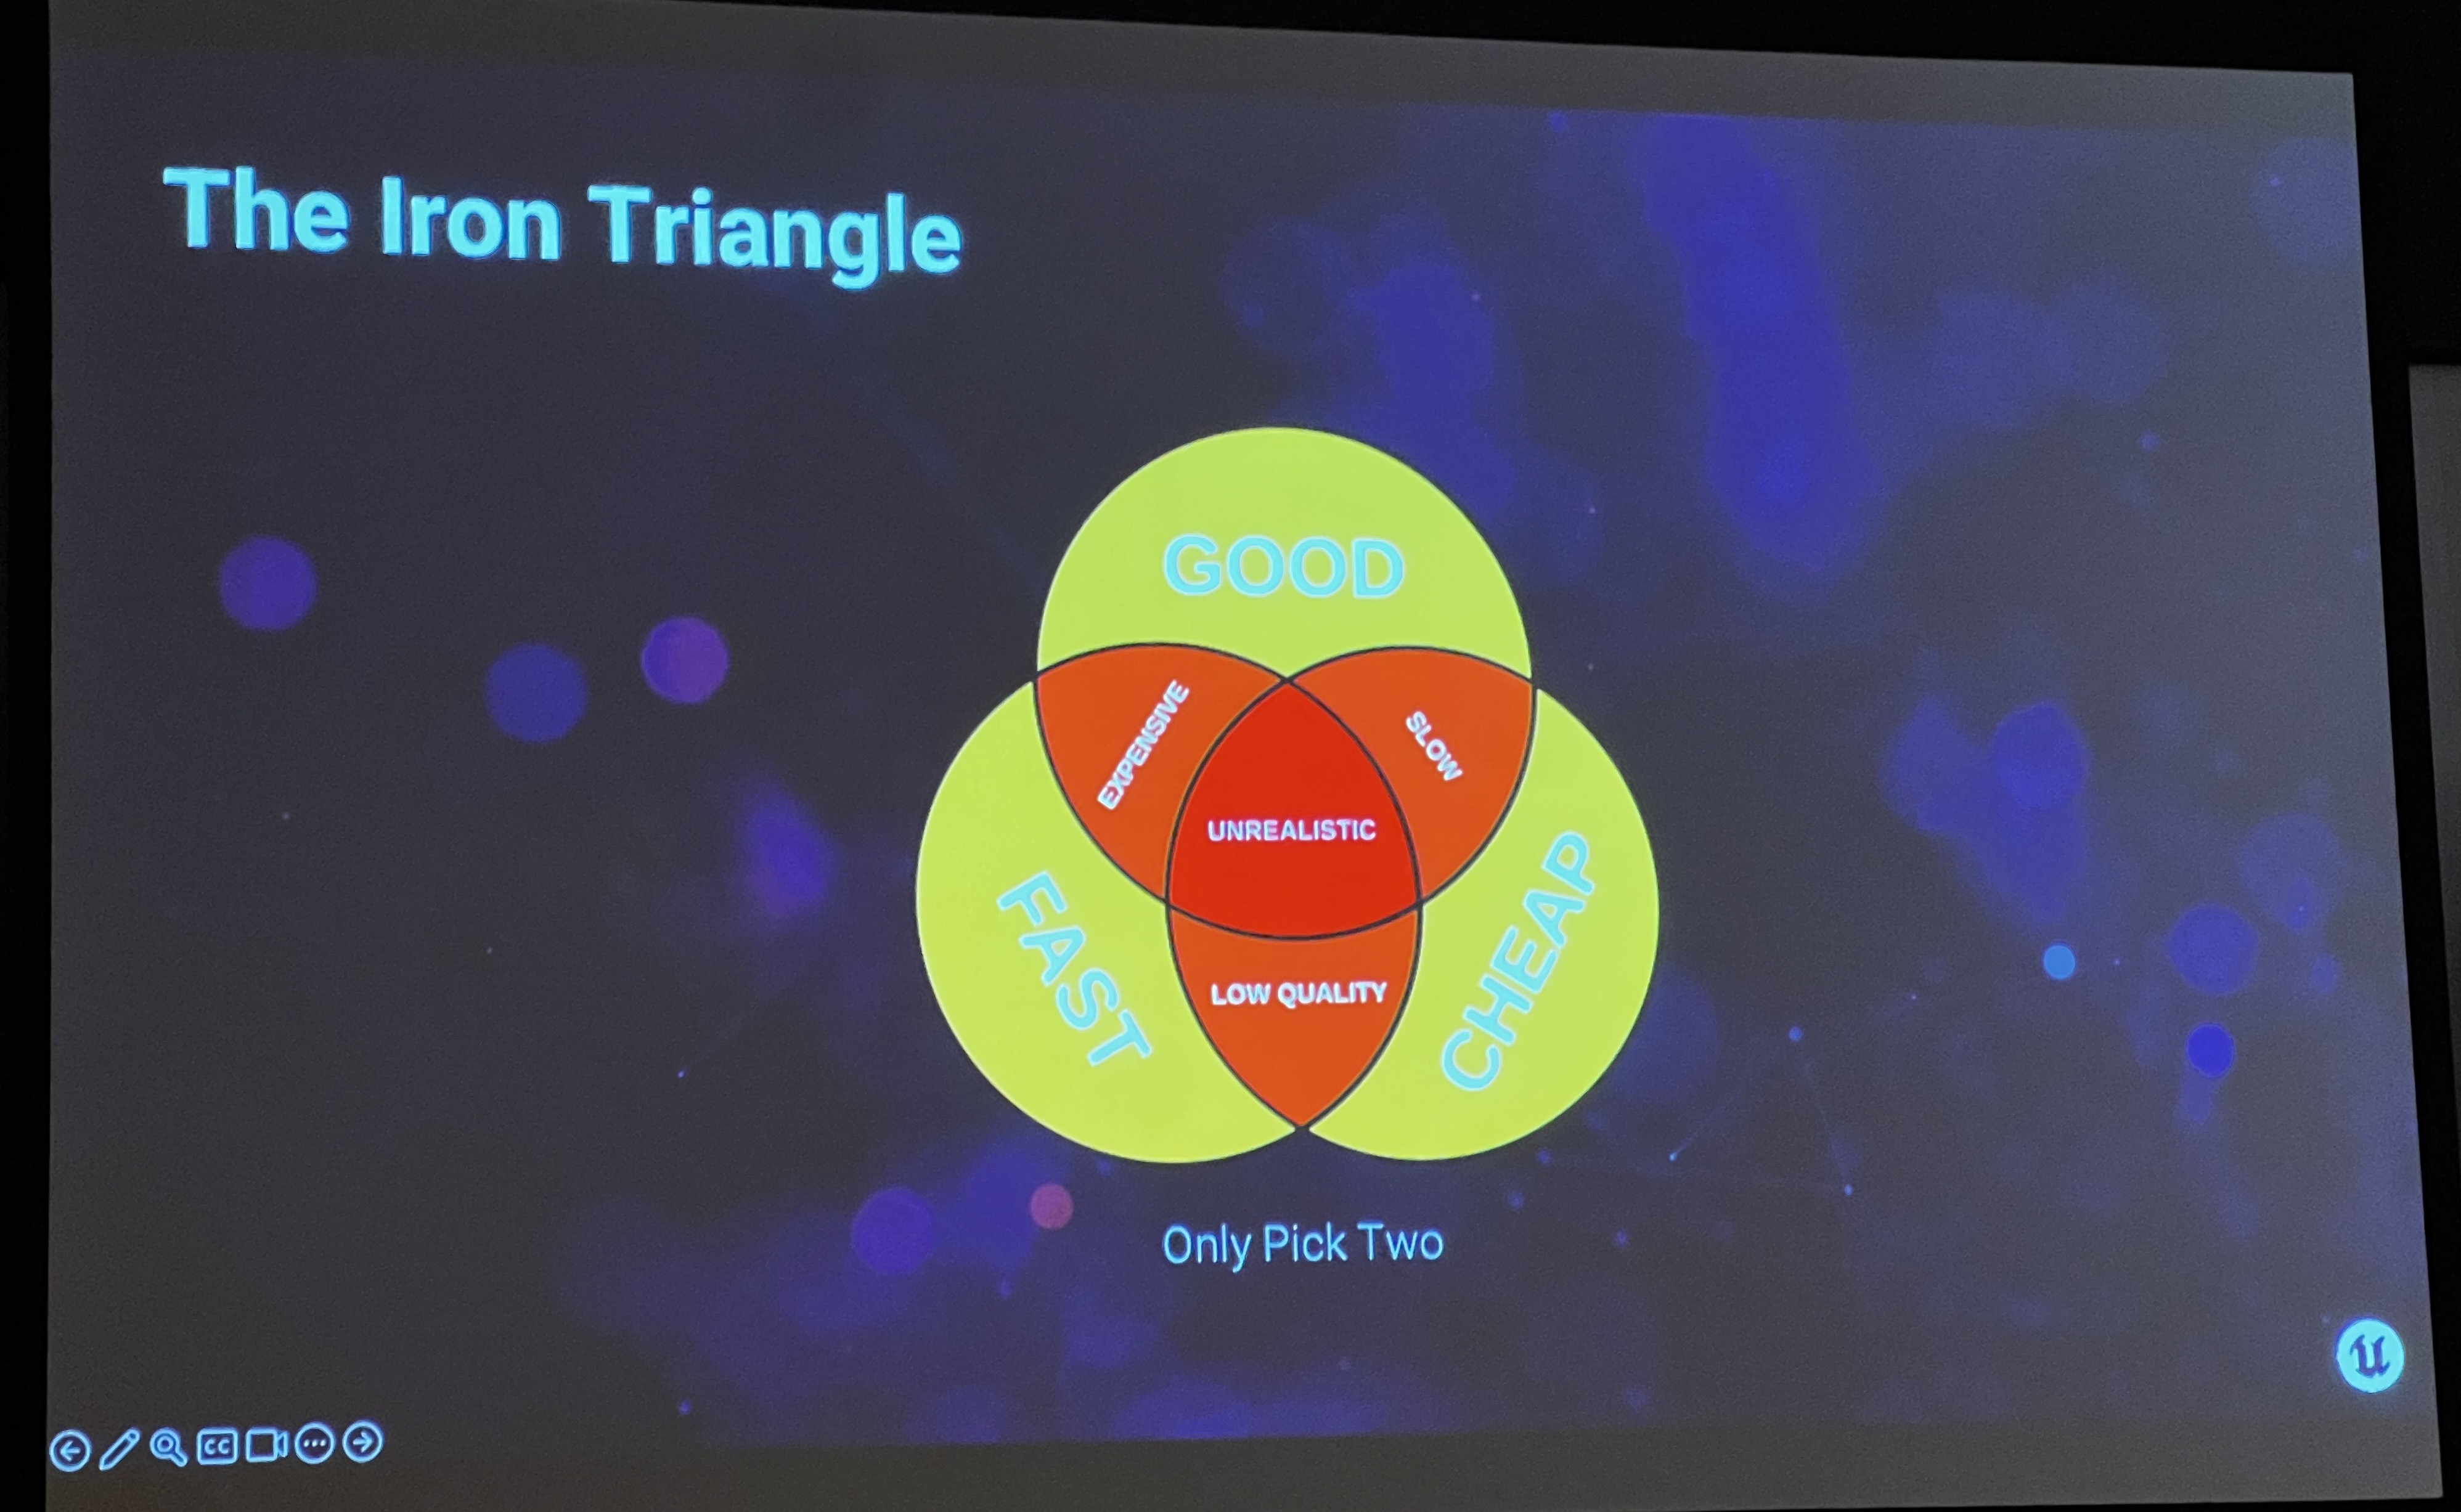 The Iron Triangle
GOOD
EXPENSIVE
SLOW
UNREALISTIC
FAST
CHEAP
LOW QUALITY
Only Pick Two
CC